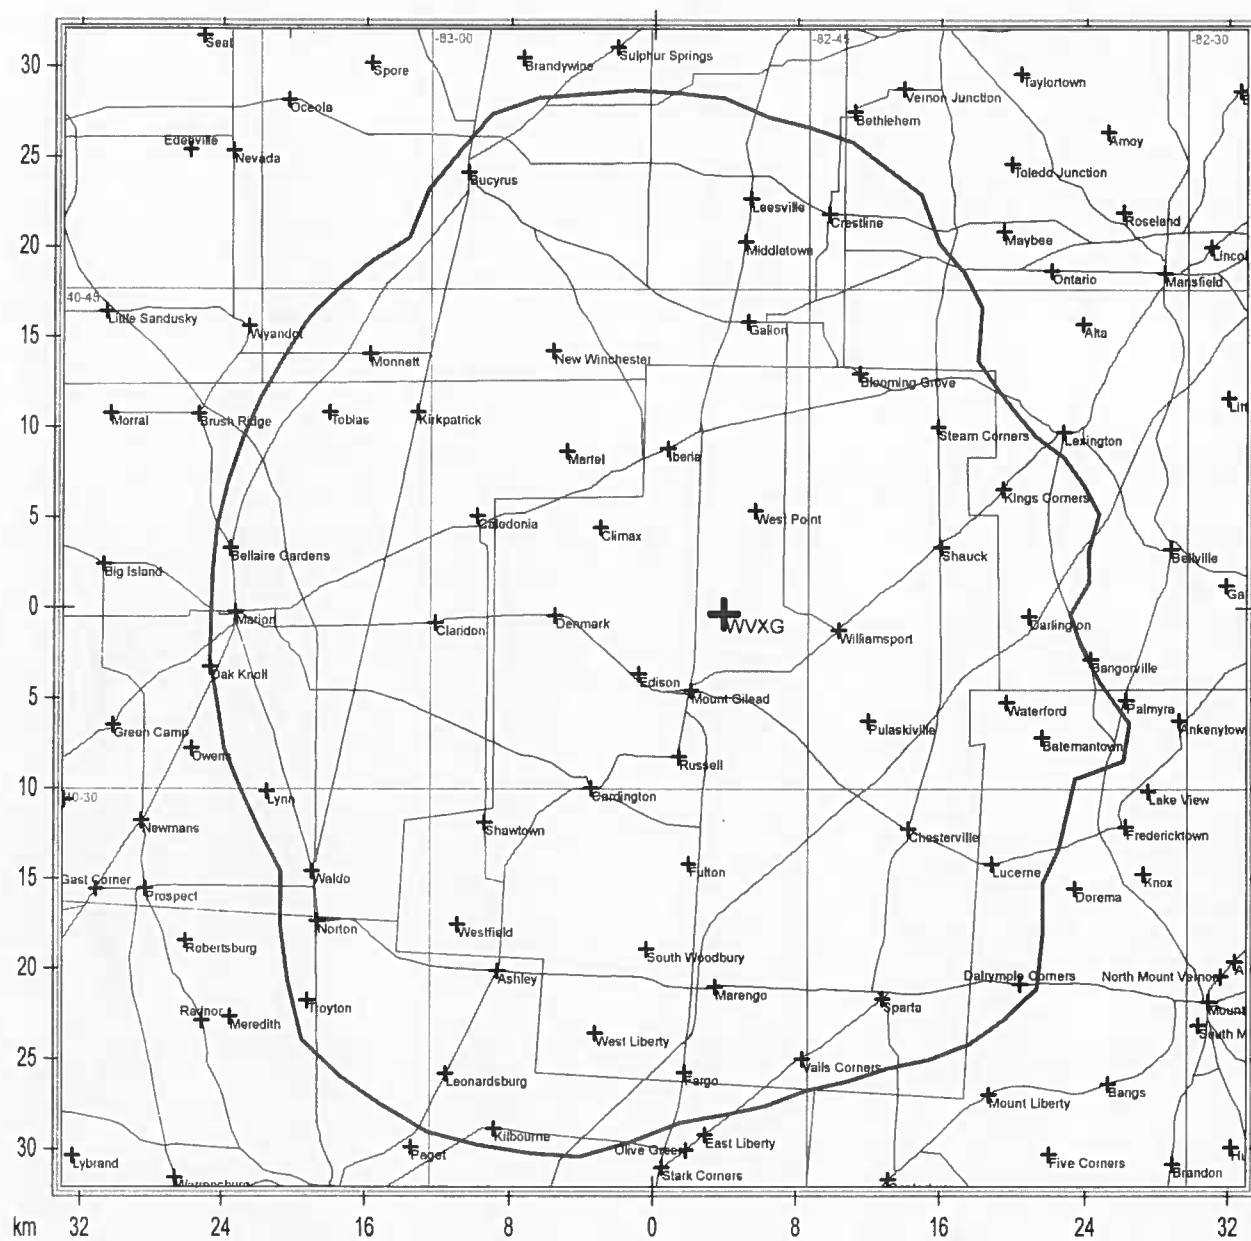 Seal
-83-00
Sulphur Springs
-82-45
-82-30
30
Spore
Brandywine
Taylortown
Vernon Junction
Oceola
Bethlehem
Amoy
25
Edenville
Nevada
Toledo Junction
Bucyrus
Leesville
Crestline
Roseland
20
Middletown
Maybee
Lincol
Ontario
Mansfield
40-45
Little Sandusky
15
Wyandot
Galion
Alta
Monnett
New Winchester
Blooming Grove
10
Morral
Brush Ridge
Tobias
Kirkpatrick
Steam Corners
Lexington
Martel
Iberia
Kings Corners
5
Caledonia
Climax
West Point
Bellaire Gardens
Shauck
Bellville
Big Island
Ga
0
Marion
Claridon
Denmark
WVXG
Williamsport
Darlington
Oak Knoll
Edison
Bangorville
5
Mount Gilead
Waterford
Palmyra
Green Camp
Pulaskiville
Ankenytown
Owens
Batemantown
Russell
10
40-30
Lynn
Cardington
Lake View
Newmans
Shawtown
Chesterville
Fredericktown
15
Gast Corner
Prospect
Waldo
Fulton
Lucerne
Knox
Dorema
Norton
Westfield
Robertsburg
South Woodbury
20
Ashley
Marengo
Dalrymple Corners
North Mount Vernon
Sparta
Mount
Radnor
Meredith
Troyton
South M
West Liberty
25
Leonardsburg
Fargo
Vails Corners
Mount Liberty
Bangs
30
Lybrand
Kilbourne
Olive Green
East Liberty
Pagot
Stark Corners
Five Corners
Brandon
Warrensburg
km
32
24
16
8
0
8
16
24
32